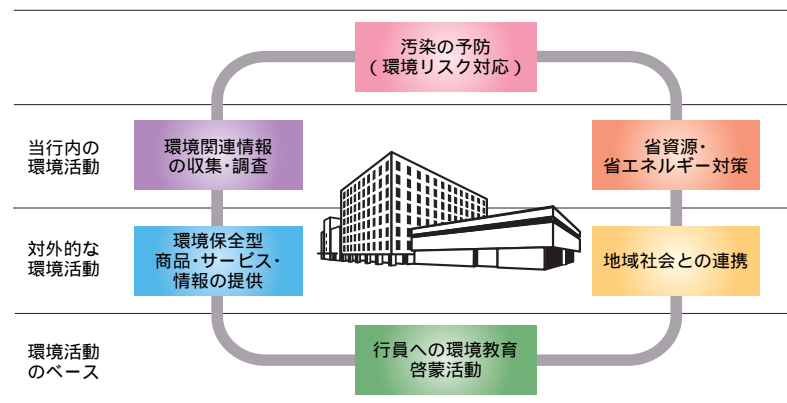 汚染の予防
(環境リスク対応)
当行内の
環境活動
環境関連情報
の収集・調査
省資源・
省エネルギー対策
対外的な
環境活動
環境保全型
商品・サービス・
情報の提供
地域社会との連携
環境活動
のベース
行員への環境教育
啓蒙活動